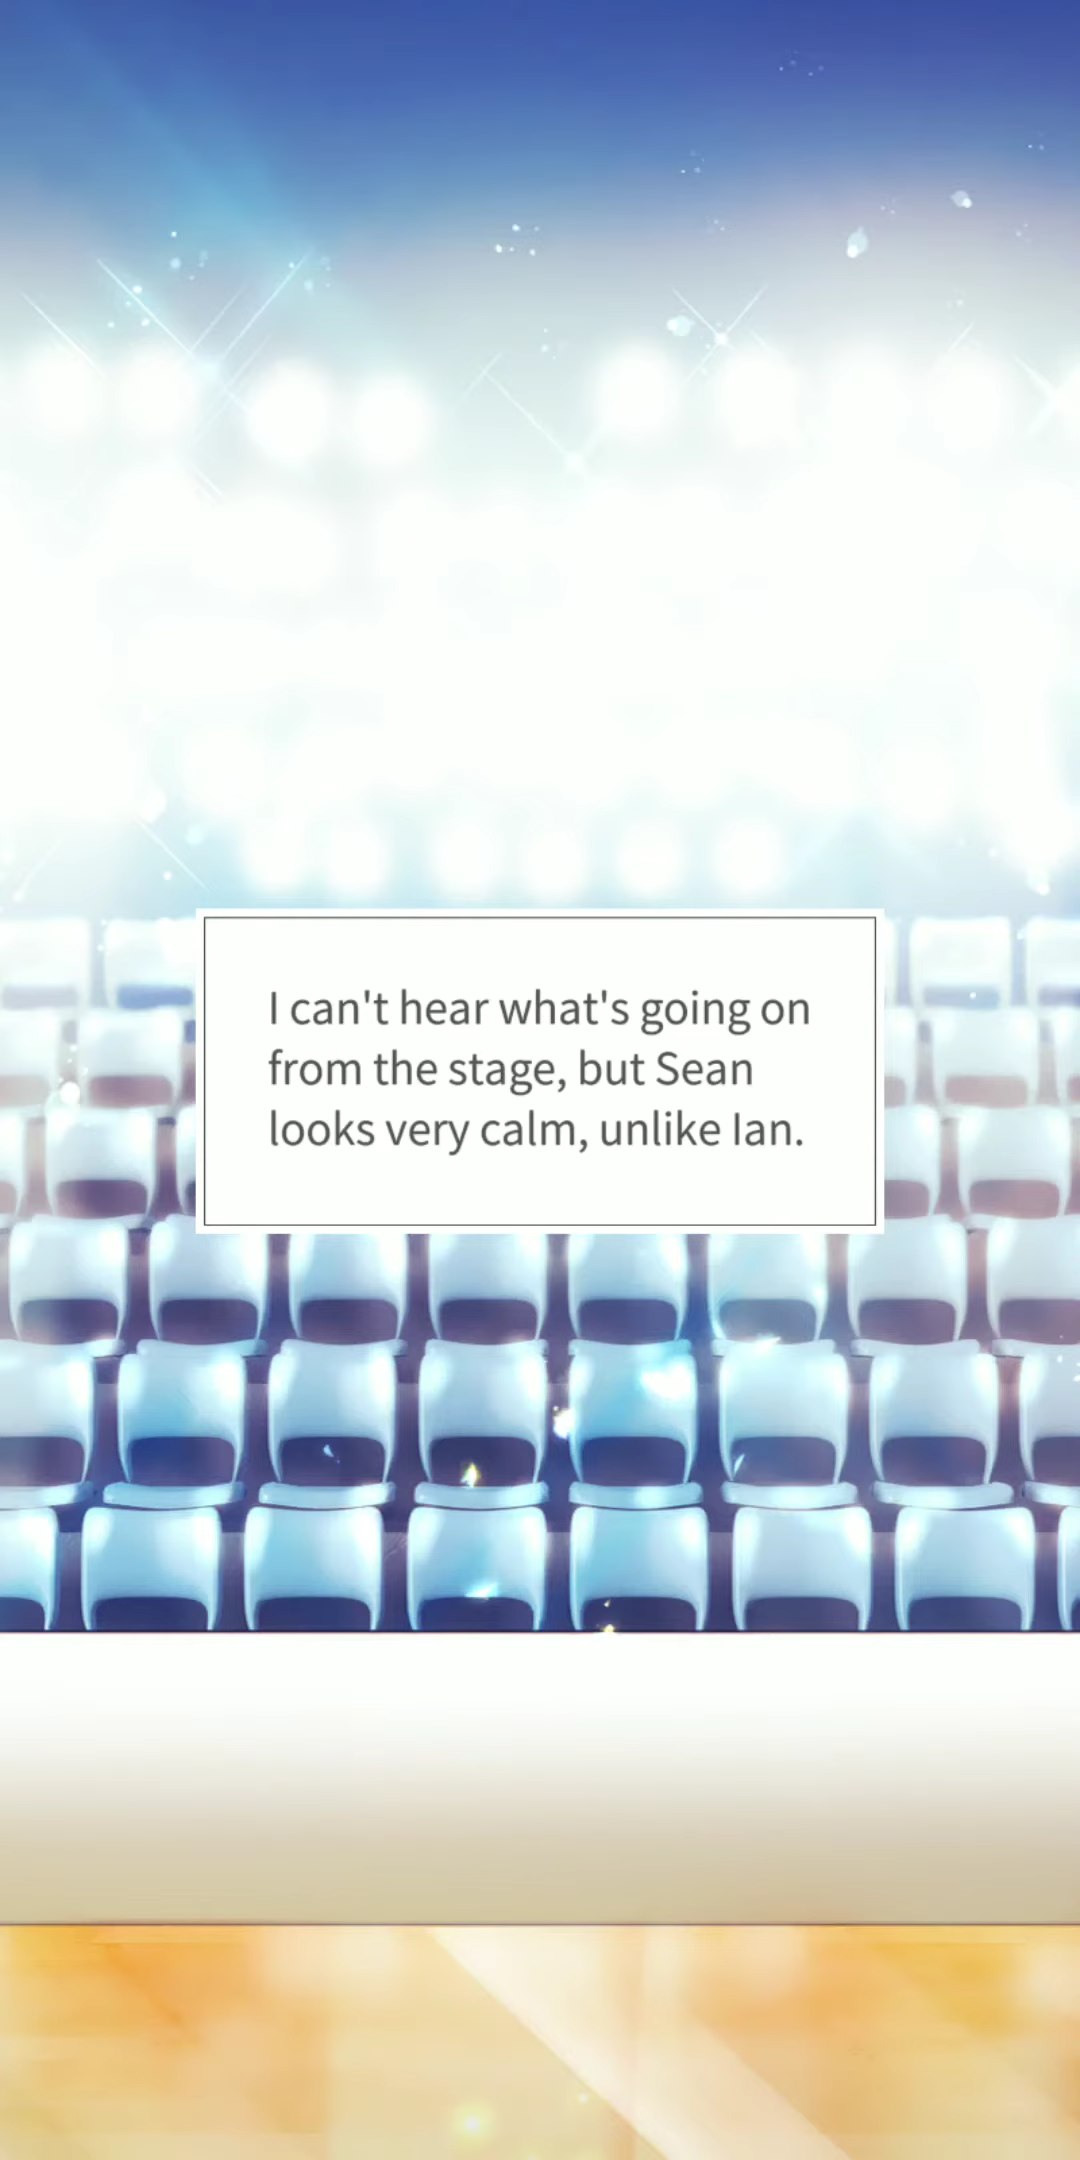 I can't hear what's going on
from the stage, but Sean
looks very calm, unlike Ian.